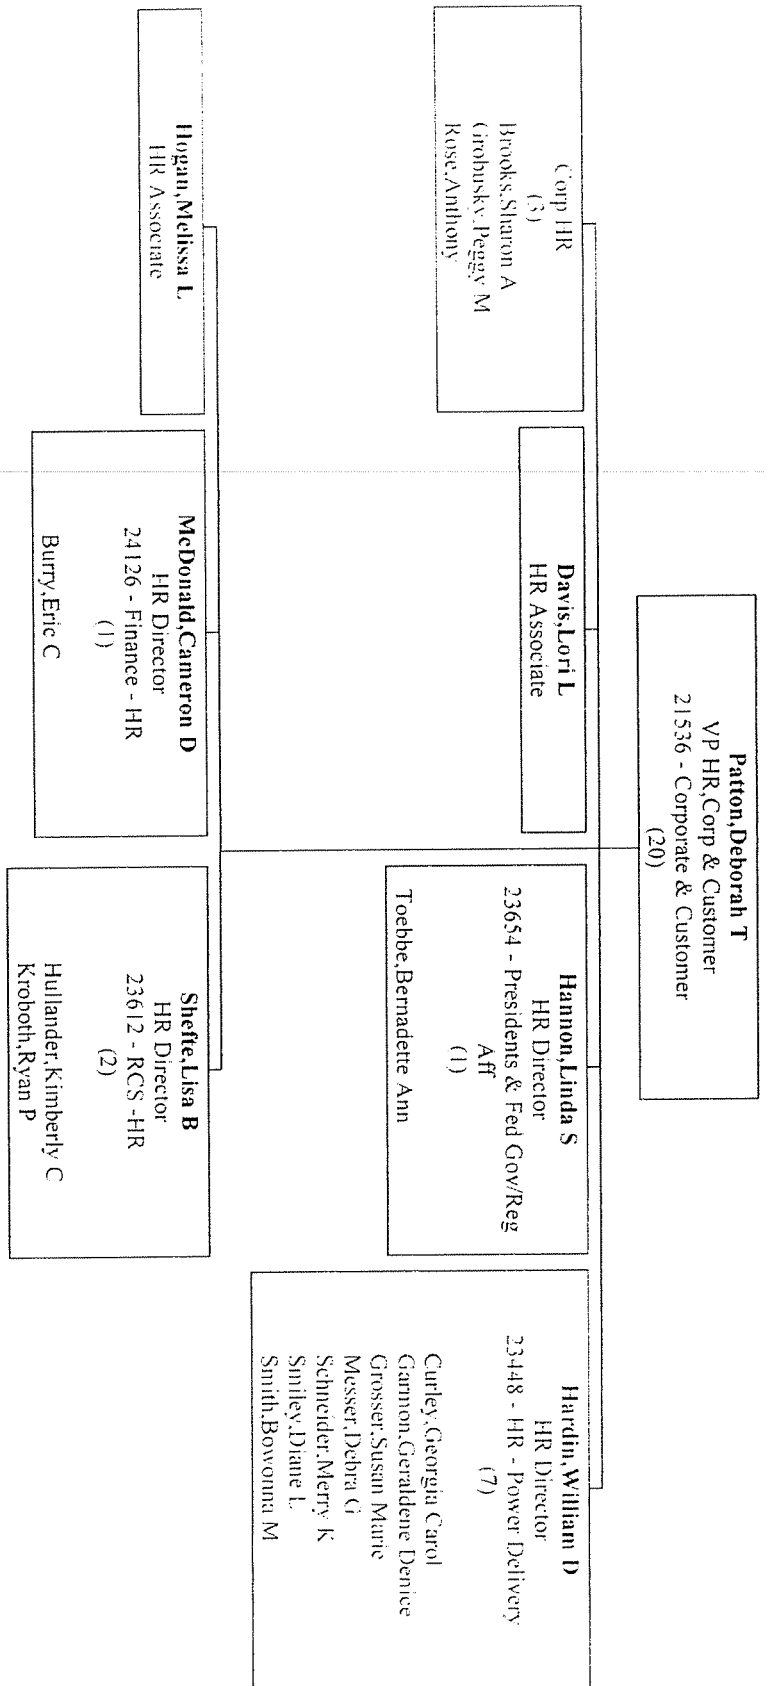 Patton,Deborah T
VP HR,Corp & Customer
21536 - Corporate & Customer
(20)
Corp HR
(3)
Brooks,Sharon A
Grobusky,Peggy M
Rose,Anthony
Davis,Lori L
HR Associate
Hannon,Linda S
HR Director
23654 - Presidents & Fed Gov/Reg
Aff
(1)
Toebbe,Bernadette Ann
Hardin,William D
HR Director
23448 - HR - Power Delivery
(7)
Curley,Georgia Carol
Garmon,Geraldene Denice
Grosser,Susan Marie
Messer,Debra G
Schneider,Merry K
Smiley,Diane L
Smith,Bowonna M
Hogan,Melissa L
HR Associate
McDonald,Cameron D
HR Director
24126 - Finance - HR
(1)
Burry,Eric C
Shefte,Lisa B
HR Director
23612 - RCS -HR
(2)
Hullander,Kimberly C
Kroboth,Ryan P